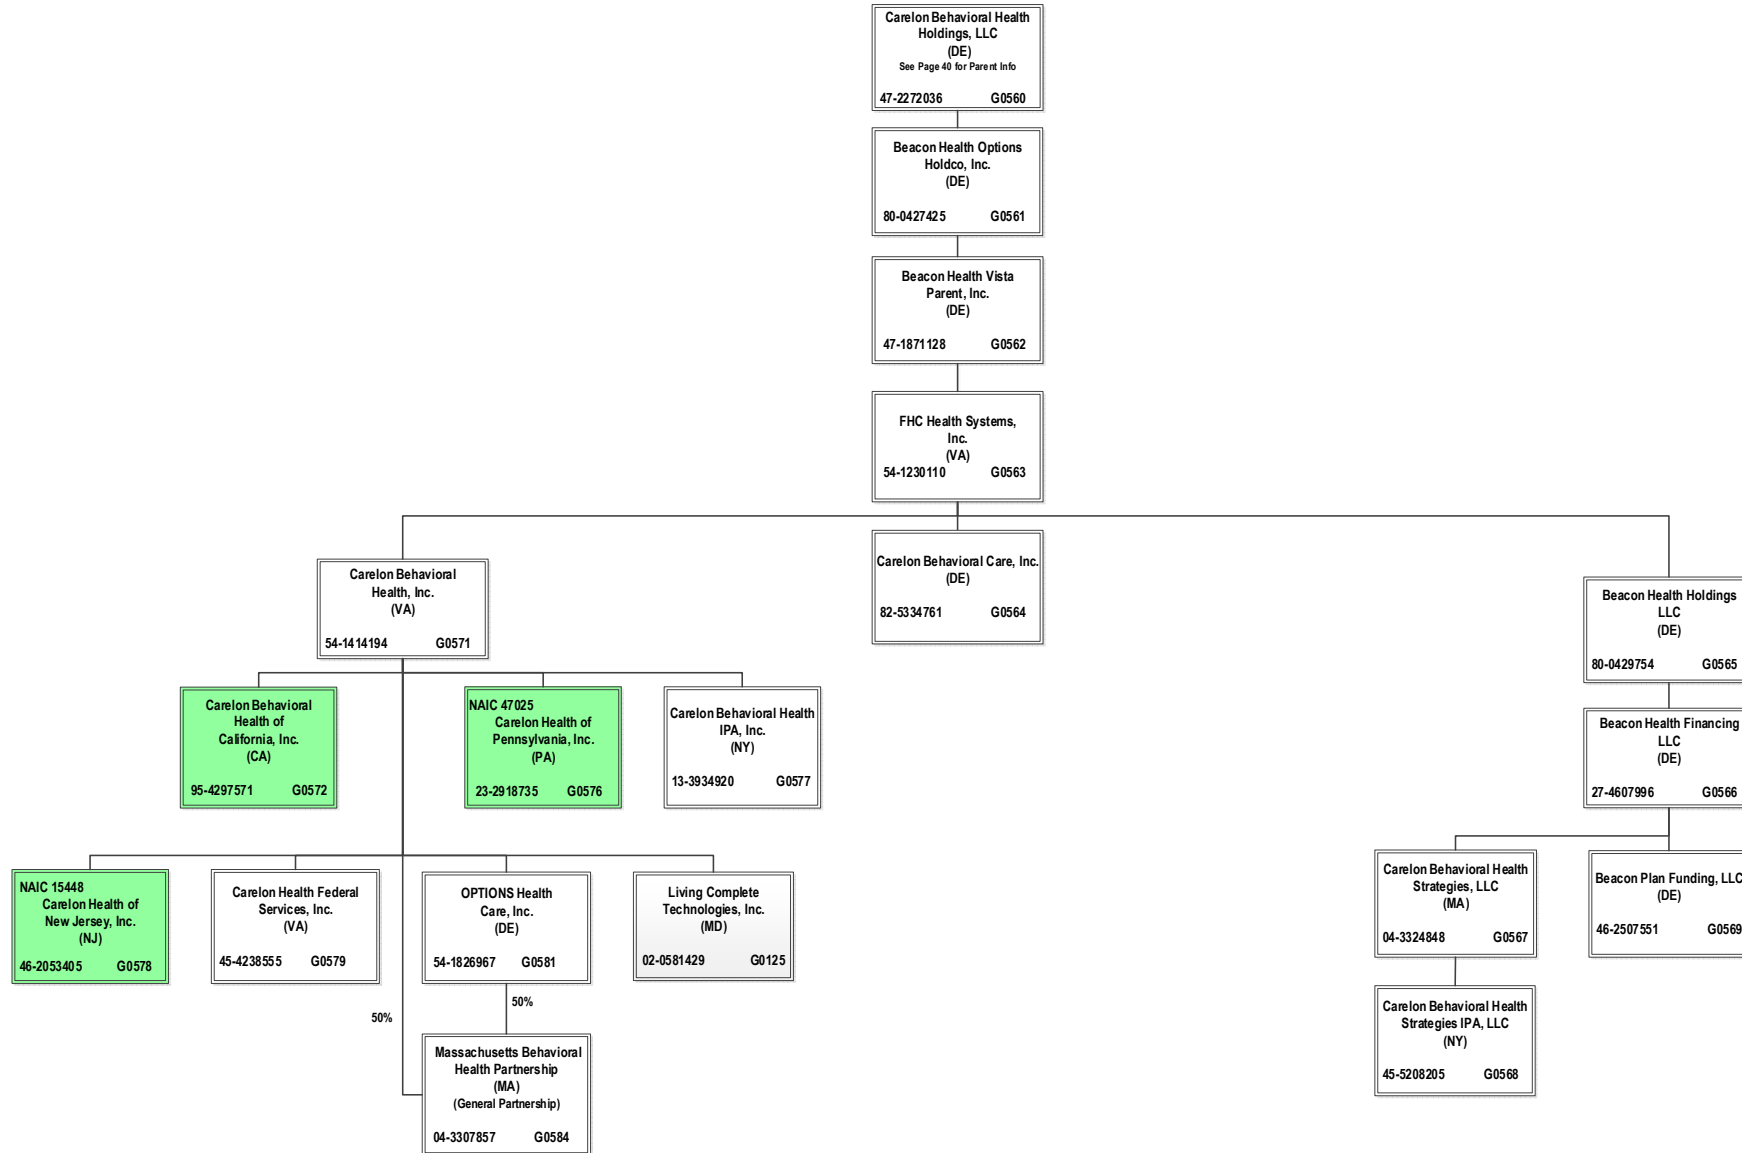 Carelon Behavioral Health
Holdings, LLC
(DE)
See Page 40 for Parent Info
47-2272036 G0560
Beacon Health Options
Holdco, Inc.
(DE)
80-0427425 G0561
Beacon Health Vista
Parent, Inc.
(DE)
47-1871128 G0562
FHC Health Systems,
Inc.
(VA)
54-1230110 G0563
Carelon Behavioral
Health, Inc.
(VA)
54-1414194 G0571
Carelon Behavioral Care, Inc.
(DE)
82-5334761 G0564
Beacon Health Holdings
LLC
(DE)
80-0429754 G0565
Carelon Behavioral
Health of
California, Inc.
(CA)
95-4297571 G0572
NAIC 47025
Carelon Health of
Pennsylvania, Inc.
(PA)
23-2918735 G0576
Carelon Behavioral Health
IPA, Inc.
(NY)
13-3934920 G0577
Beacon Health Financing
LLC
(DE)
27-4607996 G0566
NAIC 15448
Carelon Health of
New Jersey, Inc.
(NJ)
46-2053405 G0578
Carelon Health Federal
Services, Inc.
(VA)
45-4238555 G0579
OPTIONS Health
Care, Inc.
(DE)
54-1826967 G0581
Living Complete
Technologies, Inc.
(MD)
02-0581429 G0125
Carelon Behavioral Health
Strategies, LLC
(MA)
04-3324848 G0567
Beacon Plan Funding, LLC
(DE)
46-2507551 G0569
50%
50%
Massachusetts Behavioral
Health Partnership
(MA)
(General Partnership)
04-3307857 G0584
Carelon Behavioral Health
Strategies IPA, LLC
(NY)
45-5208205 G0568